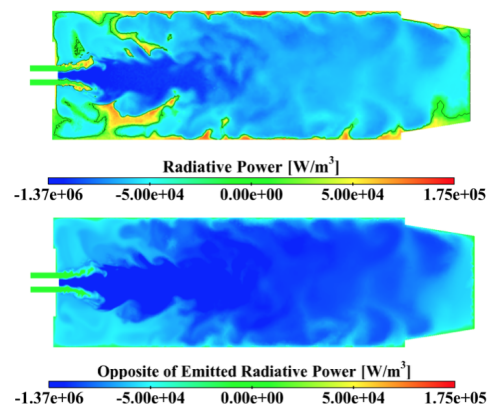 Radiative Power [W/m³]
-1.37e+06 -5.00e+04 0.00e+00 5.00e+04 1.75e+05
Opposite of Emitted Radiative Power [W/m³]
-1.37e+06 -5.00e+04 0.00e+00 5.00e+04 1.75e+05